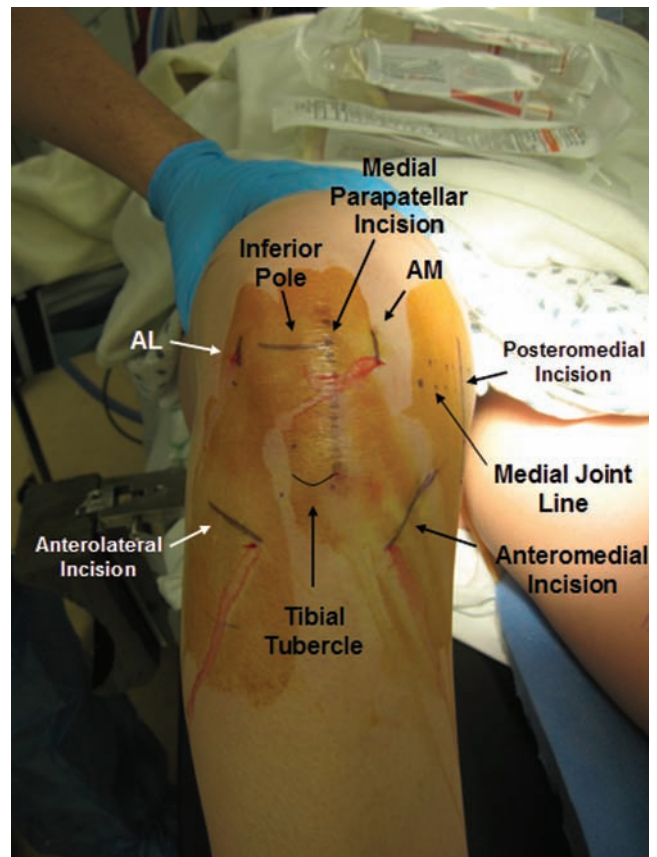 Medial
Parapatellar
Incision
Inferior
Pole
AM
AL
Posteromedial
Incision
Medial Joint
Line
Anterolateral
Incision
Anteromedial
Incision
Tibial
Tubercle